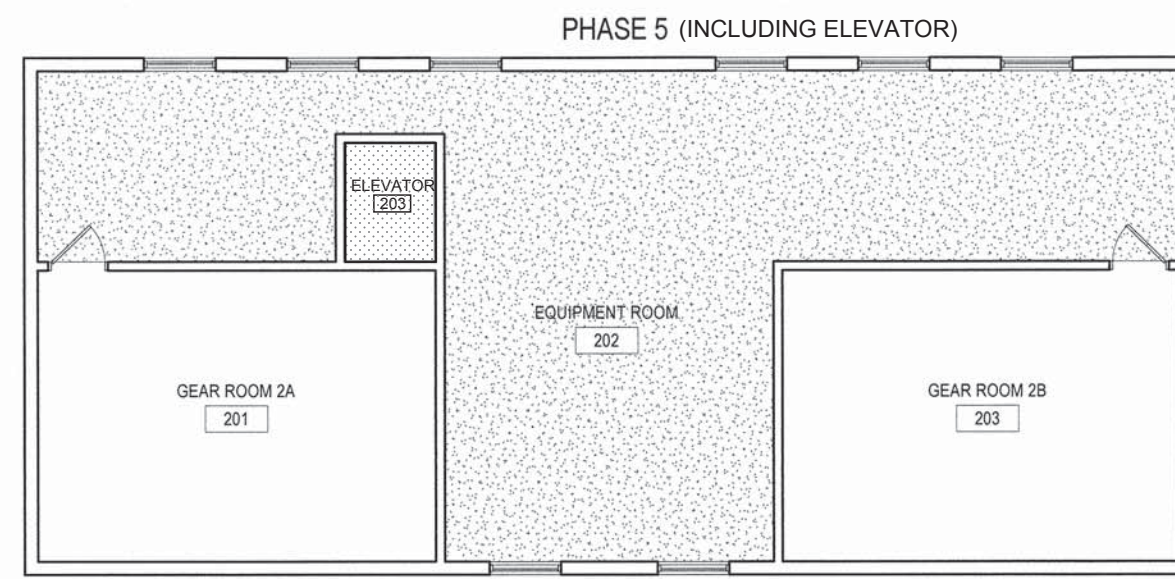 PHASE 5 (INCLUDING ELEVATOR)
ELEVATOR
203
EQUIPMENT ROOM
202
GEAR ROOM 2A
201
GEAR ROOM 2B
203